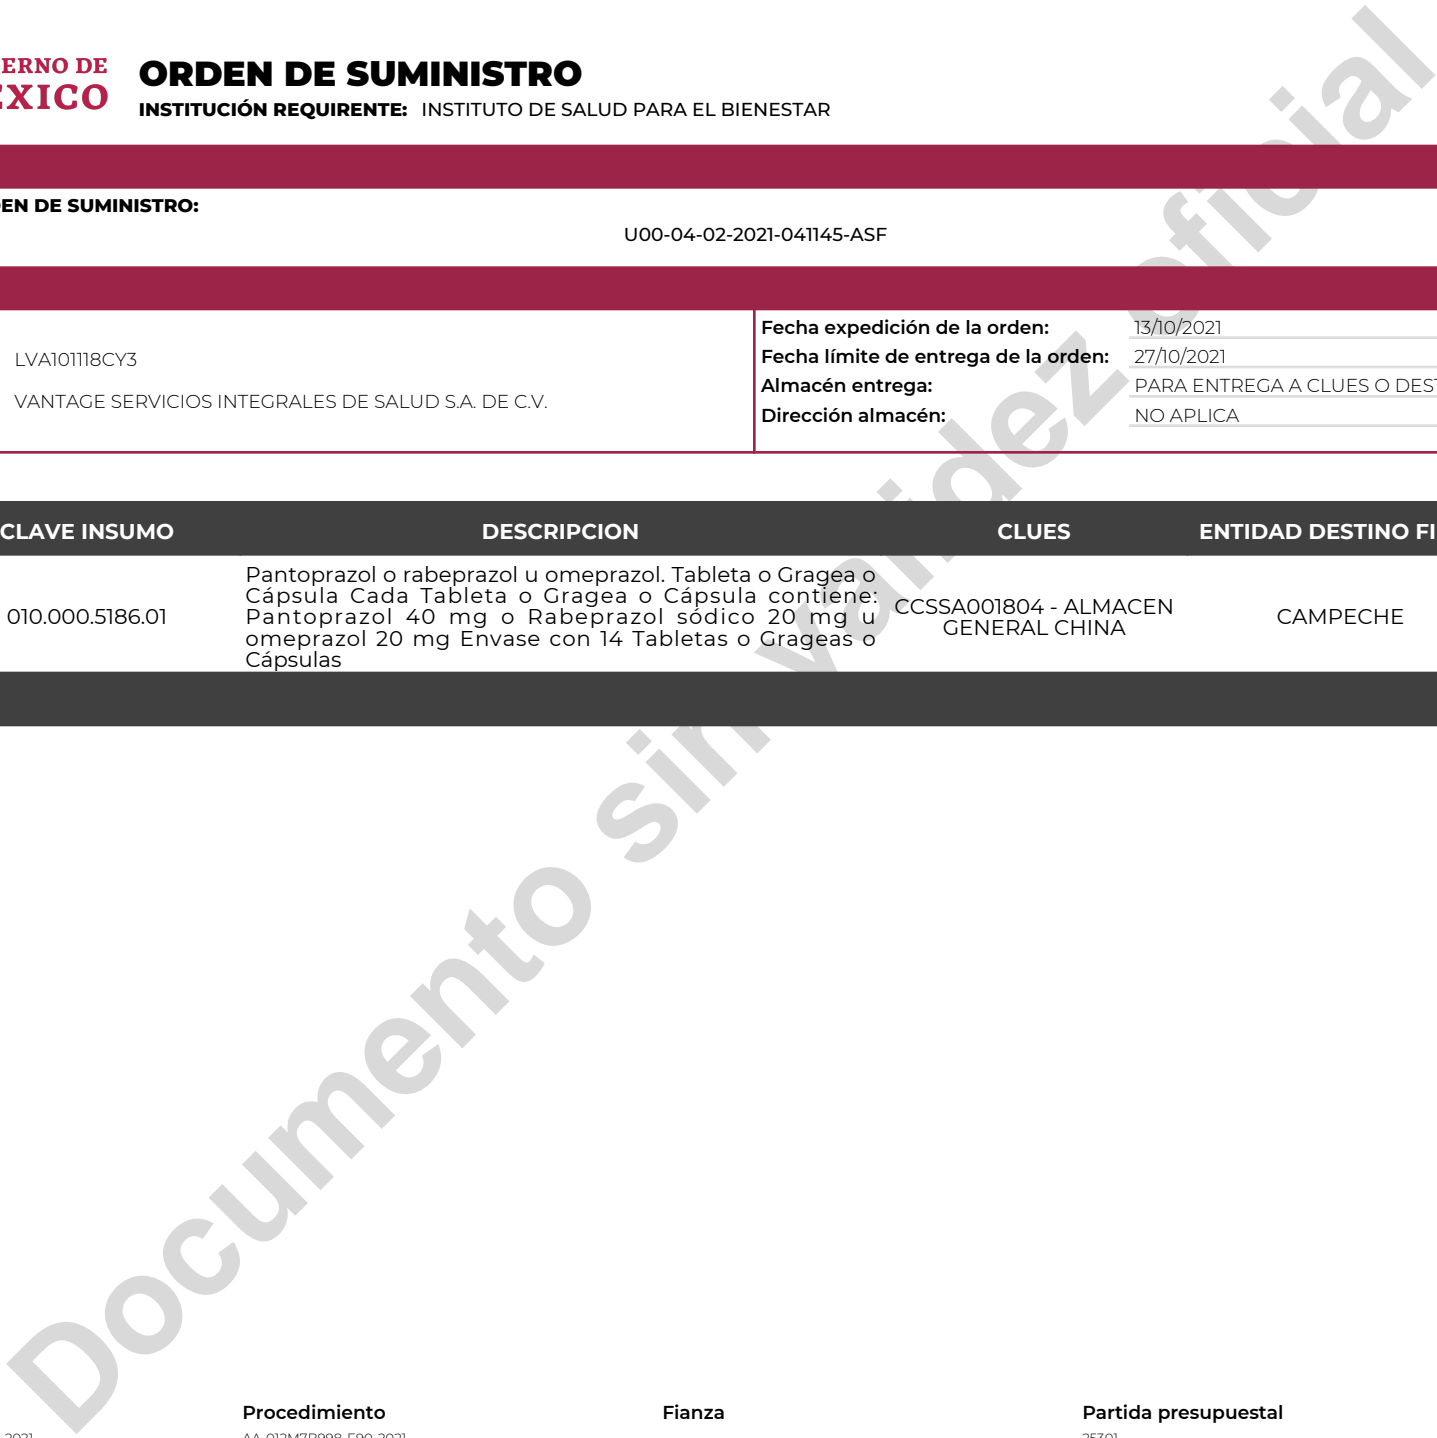 ERNO DE
EXICO
ORDEN DE SUMINISTRO
INSTITUCIÓN REQUIRENTE: INSTITUTO DE SALUD PARA EL BIENESTAR
EN DE SUMINISTRO:
U00-04-02-2021-041145-ASF
LVA101118CY3
VANTAGE SERVICIOS INTEGRALES DE SALUD S.A. DE C.V.
Fecha expedición de la orden: 13/10/2021
Fecha límite de entrega de la orden: 27/10/2021
Almacén entrega: PARA ENTREGA A CLUES O DEST
Dirección almacén: NO APLICA
CLAVE INSUMO DESCRIPCION CLUES ENTIDAD DESTINO FI
010.000.5186.01
Pantoprazol o rabeprazol u omeprazol. Tableta o Gragea o
Cápsula Cada Tableta o Gragea o Cápsula contiene:
Pantoprazol 40 mg o Rabeprazol sódico 20 mg u
omeprazol 20 mg Envase con 14 Tabletas o Grageas o
Cápsulas
CCSSA001804 - ALMACEN
GENERAL CHINA
CAMPECHE
Documento sin validez oficial
Procedimiento Fianza Partida presupuestal